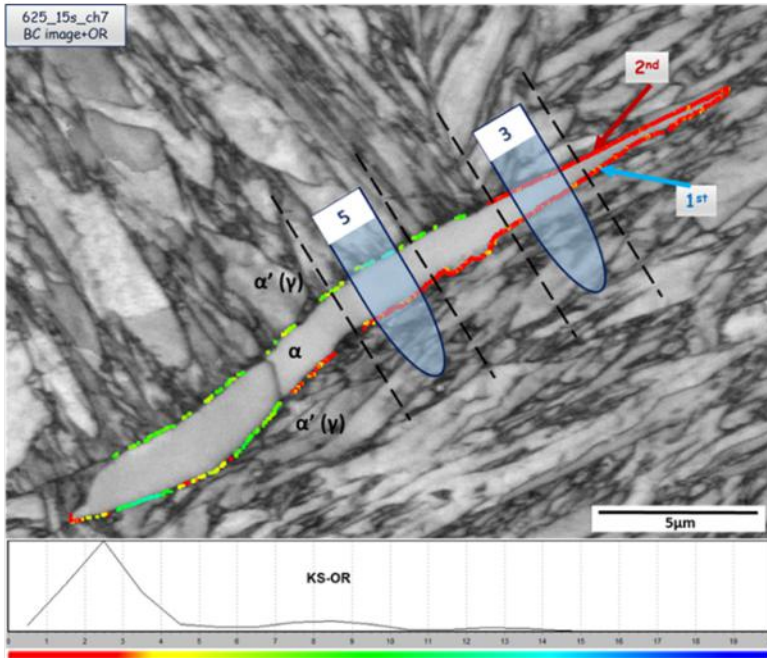 625_15s_ch7
BC image+OR
2nd
3
1st
5
α’ (γ)
α
α’ (γ)
5µm
KS-OR
0 1 2 3 4 5 6 7 8 9 10 11 12 13 14 15 16 17 18 19